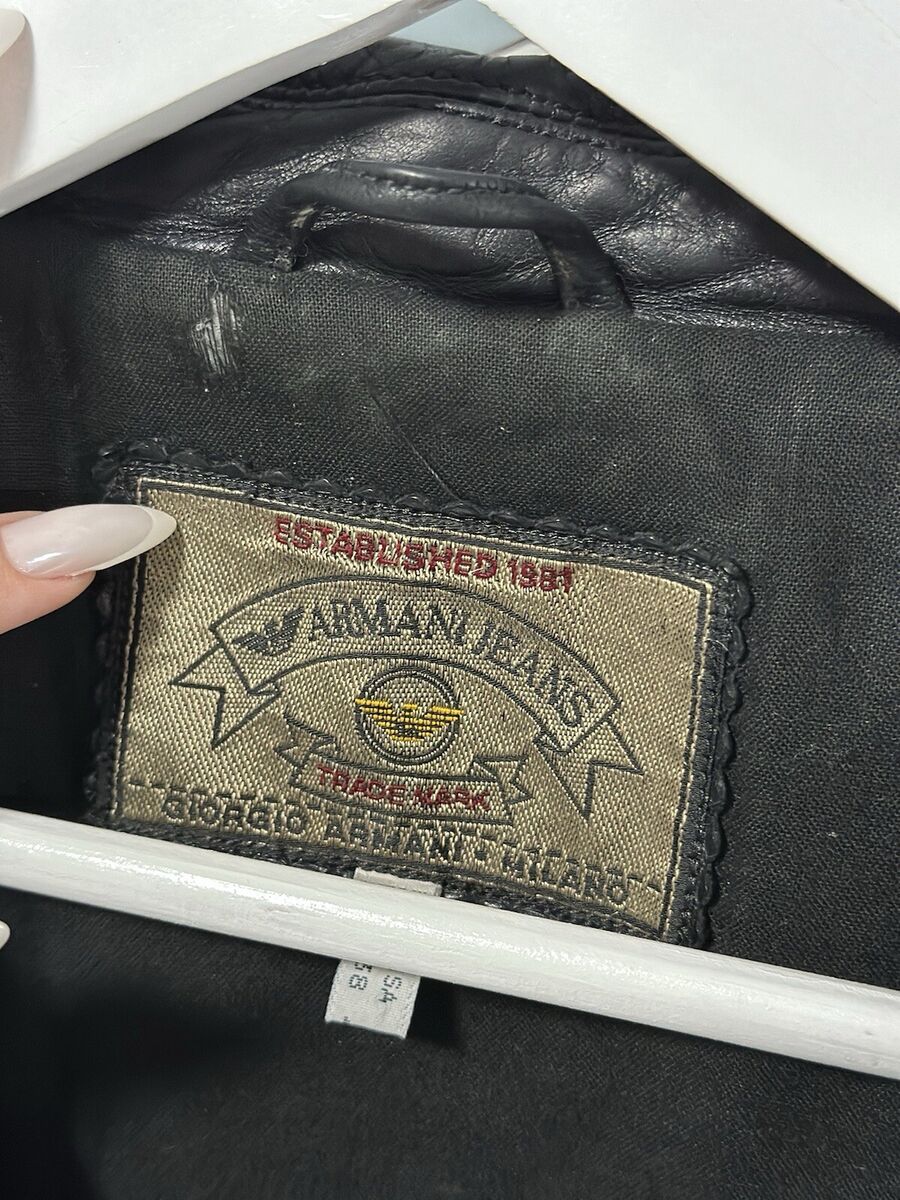 ESTABLISHED 1981
ARMANI JEANS
TRADE MARK
GIORGIO ARMANI · MILANO